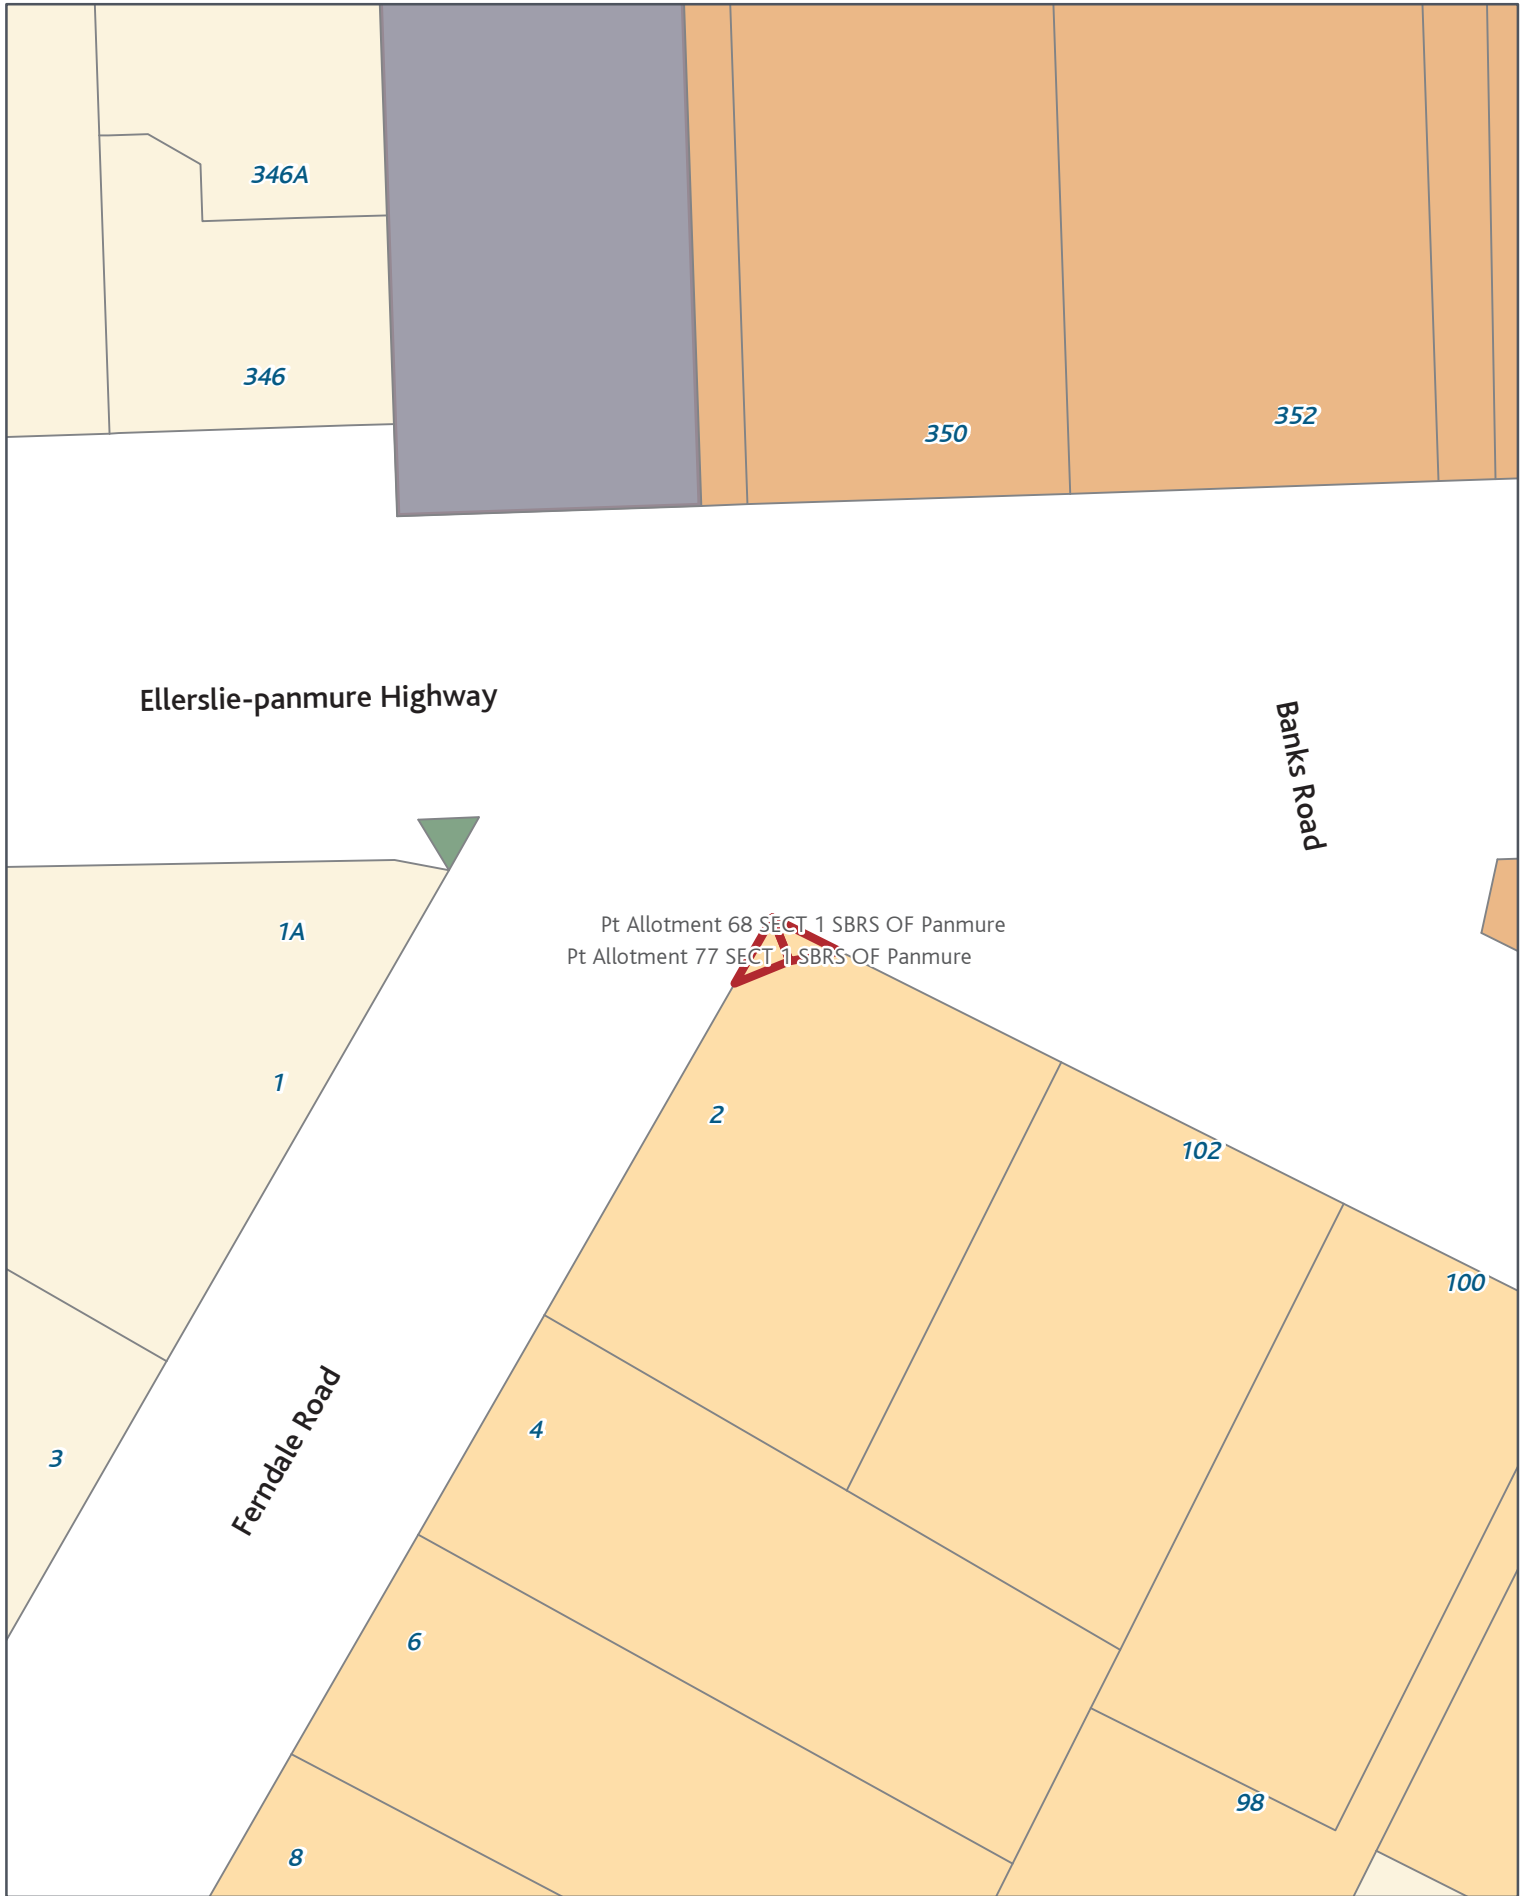 346A
346
350
352
Ellerslie-panmure Highway
Banks Road
1A
Pt Allotment 68 SECT 1 SBRS OF Panmure
Pt Allotment 77 SECT 1 SBRS OF Panmure
1
2
102
100
4
3
Ferndale Road
6
98
8